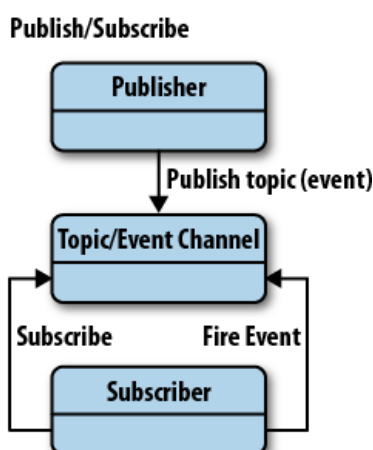 Publish/Subscribe
Publisher
Publish topic (event)
Topic/Event Channel
Subscribe
Fire Event
Subscriber